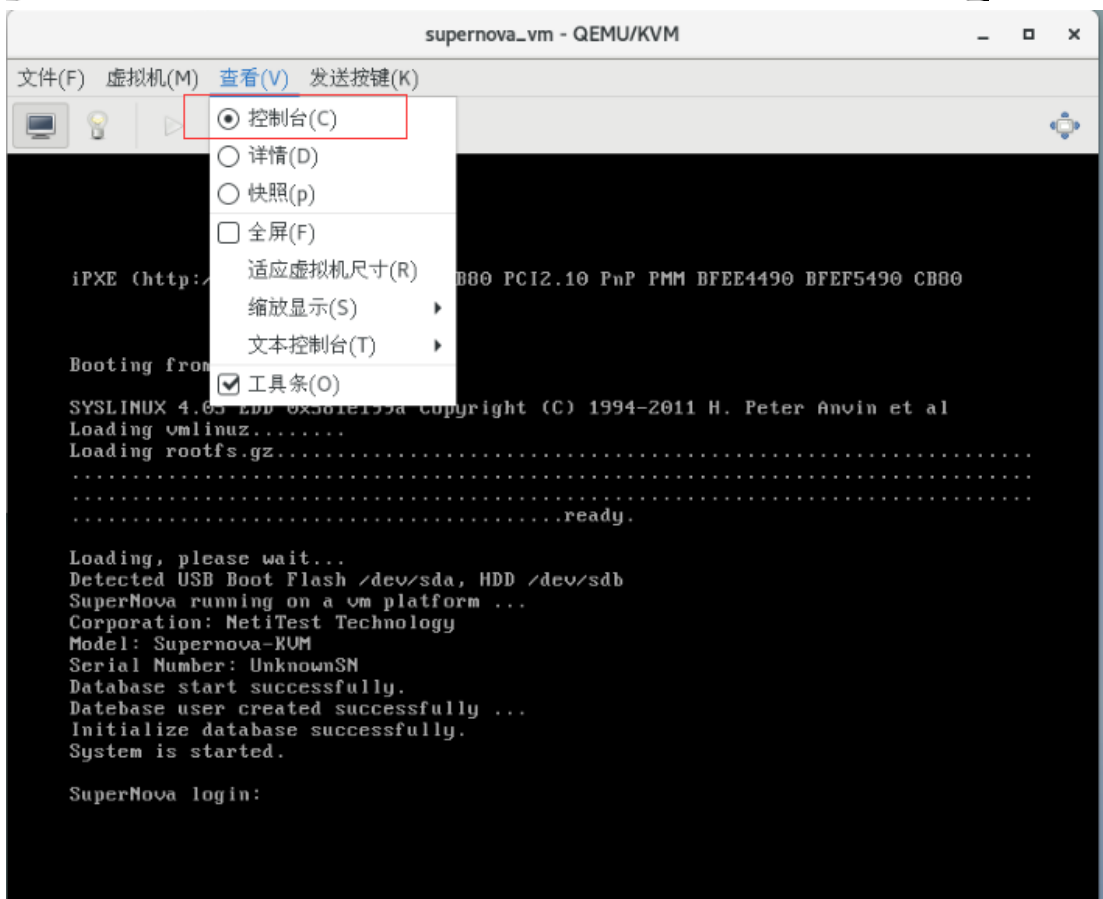 supernova_vm - QEMU/KVM
文件(F) 虚拟机(M) 查看(V) 发送按键(K)
控制台(C)
详情(D)
快照(p)
全屏(F)
适应虚拟机尺寸(R)
缩放显示(S)
文本控制台(T)
工具条(O)
iPXE (http:/ B80 PCI2.10 PnP PMM BFEE4490 BFEF5490 CB80
Booting from
SYSLINUX 4.05 EDD Copyright (C) 1994-2011 H. Peter Anvin et al
Loading vmlinuz........
Loading rootfs.gz...............................................................
................................................................................
................................................................................
.........................................ready.
Loading, please wait...
Detected USB Boot Flash /dev/sda, HDD /dev/sdb
SuperNova running on a vm platform ...
Corporation: NetiTest Technology
Model: Supernova-KVM
Serial Number: UnknownSN
Database start successfully.
Datebase user created successfully ...
Initialize database successfully.
System is started.
SuperNova login: